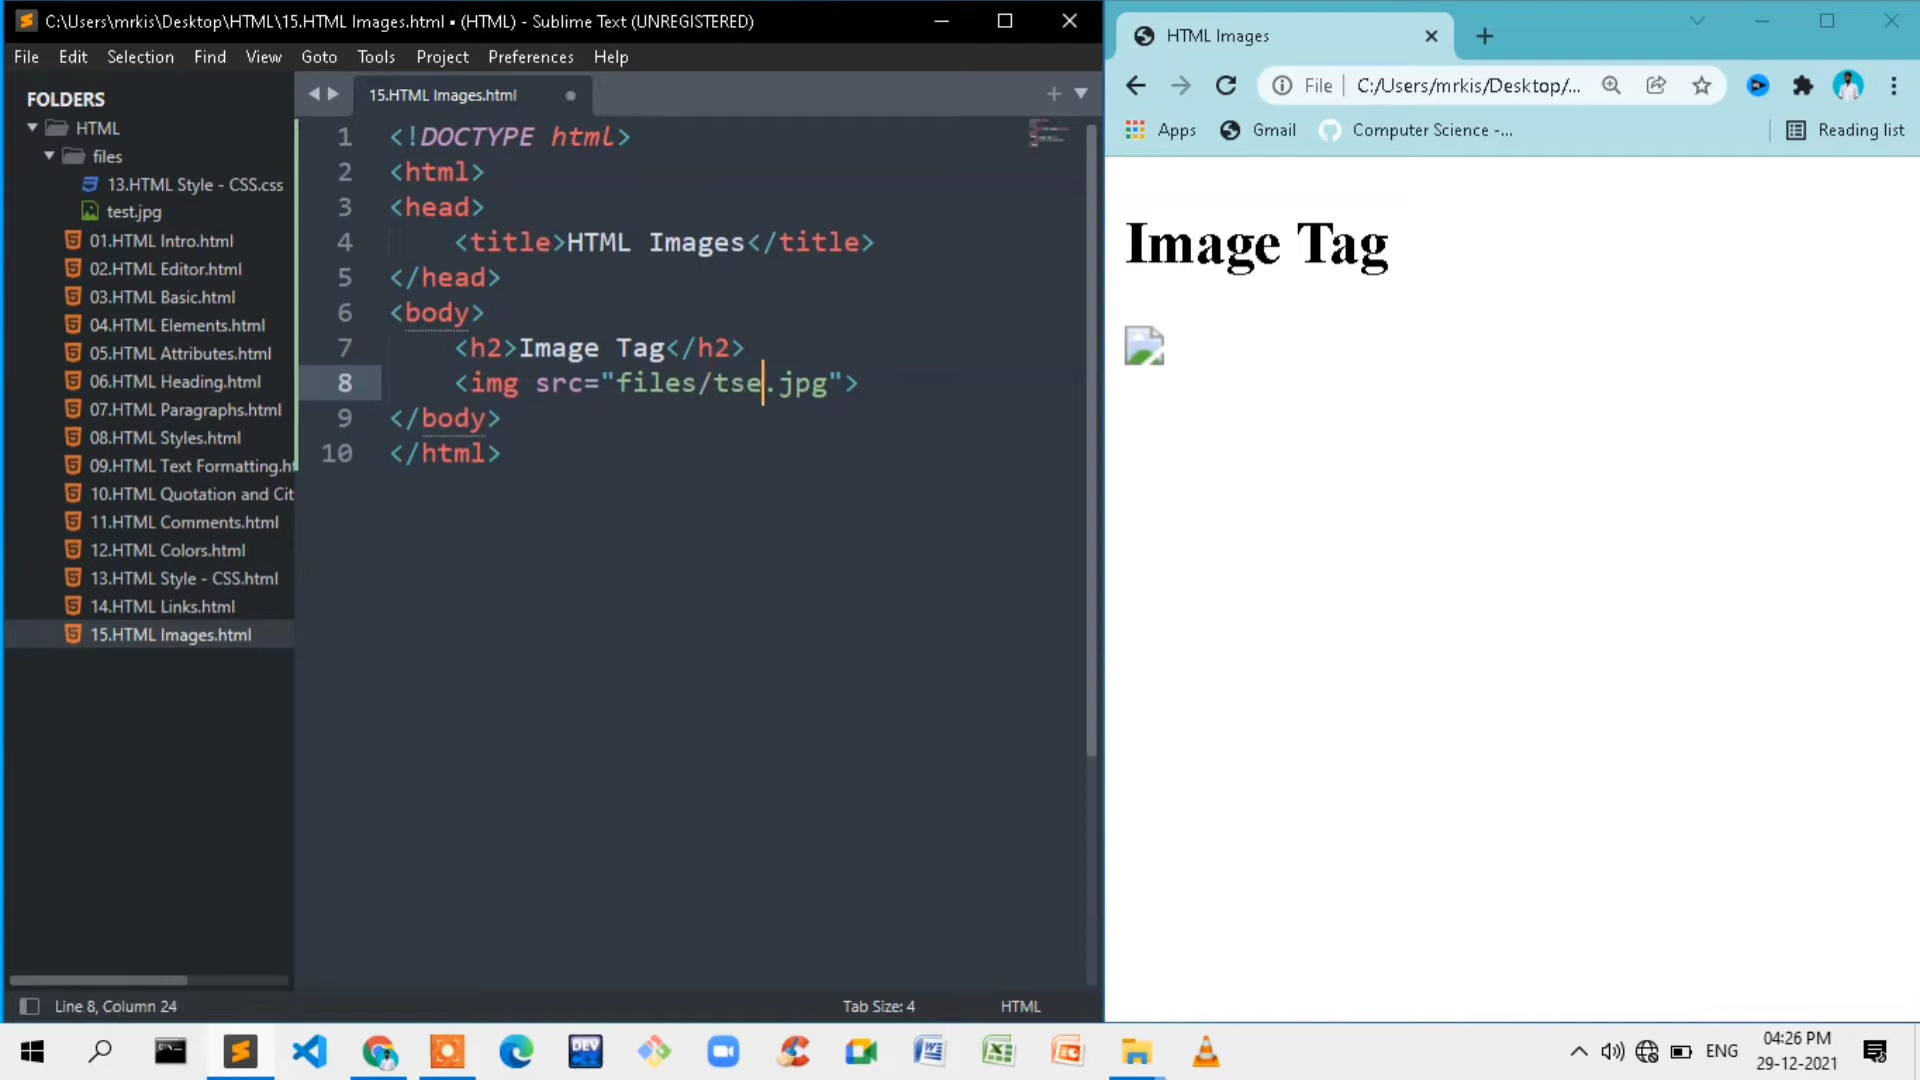 C:\Users\mrkis\Desktop\HTML\15.HTML Images.html • (HTML) - Sublime Text (UNREGISTERED)
File Edit Selection Find View Goto Tools Project Preferences Help
FOLDERS
HTML
files
13.HTML Style - CSS.css
test.jpg
01.HTML Intro.html
02.HTML Editor.html
03.HTML Basic.html
04.HTML Elements.html
05.HTML Attributes.html
06.HTML Heading.html
07.HTML Paragraphs.html
08.HTML Styles.html
09.HTML Text Formatting.ht
10.HTML Quotation and Cit
11.HTML Comments.html
12.HTML Colors.html
13.HTML Style - CSS.html
14.HTML Links.html
15.HTML Images.html
15.HTML Images.html
1 <!DOCTYPE html>
2 <html>
3 <head>
4 <title>HTML Images</title>
5 </head>
6 <body>
7 <h2>Image Tag</h2>
8 <img src="files/tse.jpg">
9 </body>
10 </html>
Line 8, Column 24
Tab Size: 4
HTML
HTML Images
File C:/Users/mrkis/Desktop/...
Apps Gmail Computer Science -... Reading list
Image Tag
DEV
ENG
04:26 PM
29-12-2021